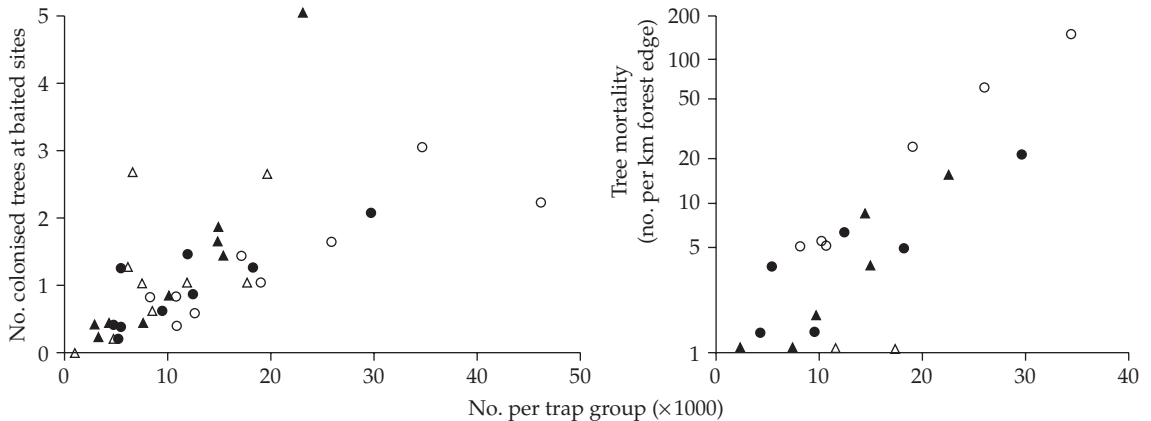 No. colonised trees at baited sites
5
4
3
2
1
0
0 10 20 30 40 50
Tree mortality
(no. per km forest edge)
200
100
50
20
10
5
1
0 10 20 30 40
No. per trap group (×1000)